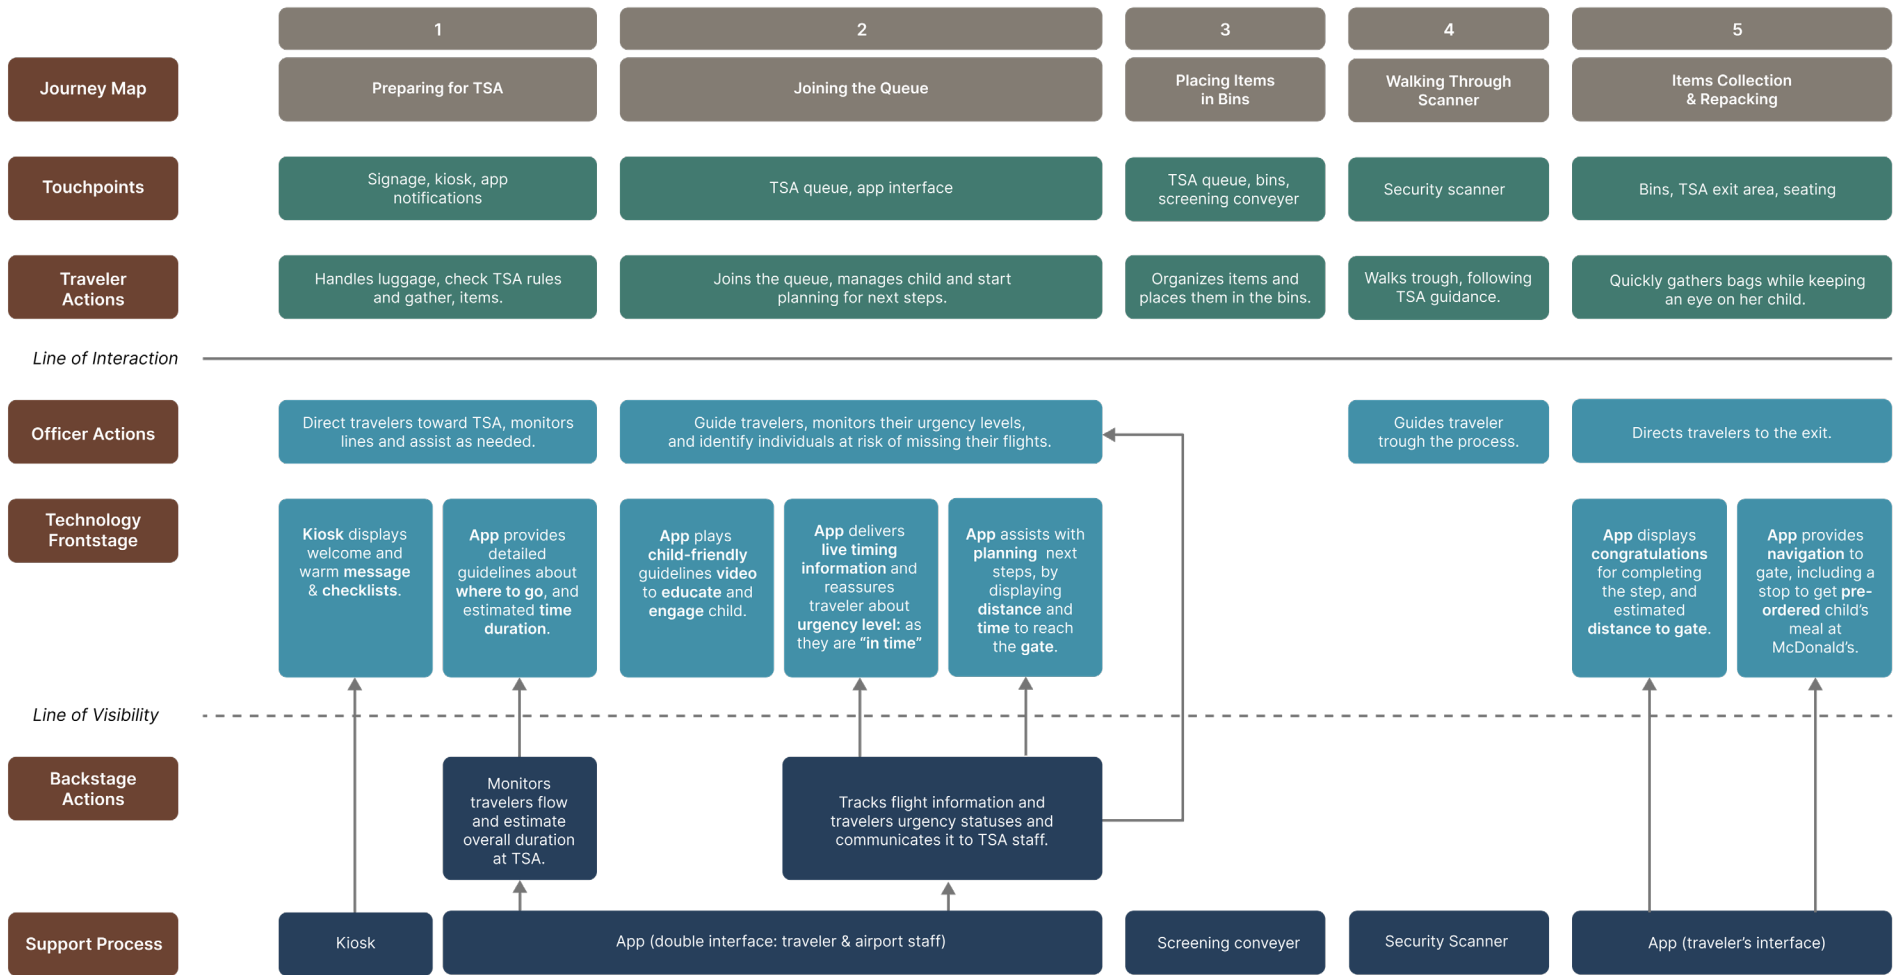 1
2
3
4
5
Journey Map
Preparing for TSA
Joining the Queue
Placing Items
in Bins
Walking Through
Scanner
Items Collection
& Repacking
Touchpoints
Signage, kiosk, app
notifications
TSA queue, app interface
TSA queue, bins,
screening conveyer
Security scanner
Bins, TSA exit area, seating
Traveler
Actions
Handles luggage, check TSA rules
and gather, items.
Joins the queue, manages child and start
planning for next steps.
Organizes items and
places them in the bins.
Walks trough, following
TSA guidance.
Quickly gathers bags while keeping
an eye on her child.
Line of Interaction
Officer Actions
Direct travelers toward TSA, monitors
lines and assist as needed.
Guide travelers, monitors their urgency levels,
and identify individuals at risk of missing their flights.
Guides traveler
trough the process.
Directs travelers to the exit.
Technology
Frontstage
Kiosk displays
welcome and
warm message
& checklists.
App provides
detailed
guidelines about
where to go, and
estimated time
duration.
App plays
child-friendly
guidelines video
to educate and
engage child.
App delivers
live timing
information and
reassures
traveler about
urgency level: as
they are “in time”
App assists with
planning next
steps, by
displaying
distance and
time to reach
the gate.
App displays
congratulations
for completing
the step, and
estimated
distance to gate.
App provides
navigation to
gate, including a
stop to get pre-
ordered child’s
meal at
McDonald’s.
Line of Visibility
Backstage
Actions
Monitors
travelers flow
and estimate
overall duration
at TSA.
Tracks flight information and
travelers urgency statuses and
communicates it to TSA staff.
Support Process
Kiosk
App (double interface: traveler & airport staff)
Screening conveyer
Security Scanner
App (traveler’s interface)